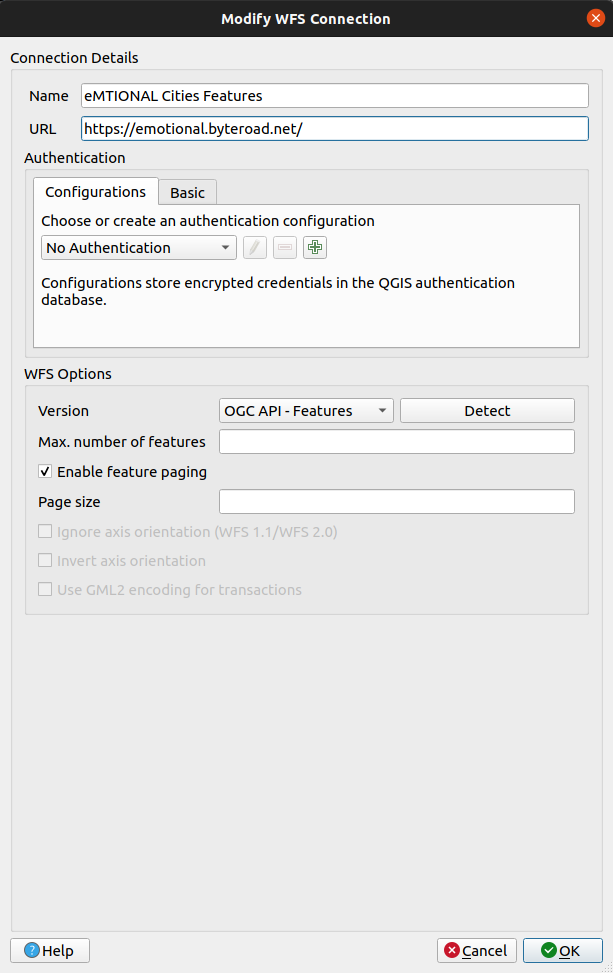 Modify WFS Connection
Connection Details
Name eMTIONAL Cities Features
URL https://emotional.byteroad.net/
Authentication
Configurations Basic
Choose or create an authentication configuration
No Authentication
Configurations store encrypted credentials in the QGIS authentication
database.
WFS Options
Version OGC API - Features Detect
Max. number of features
Enable feature paging
Page size
Ignore axis orientation (WFS 1.1/WFS 2.0)
Invert axis orientation
Use GML2 encoding for transactions
Help Cancel OK